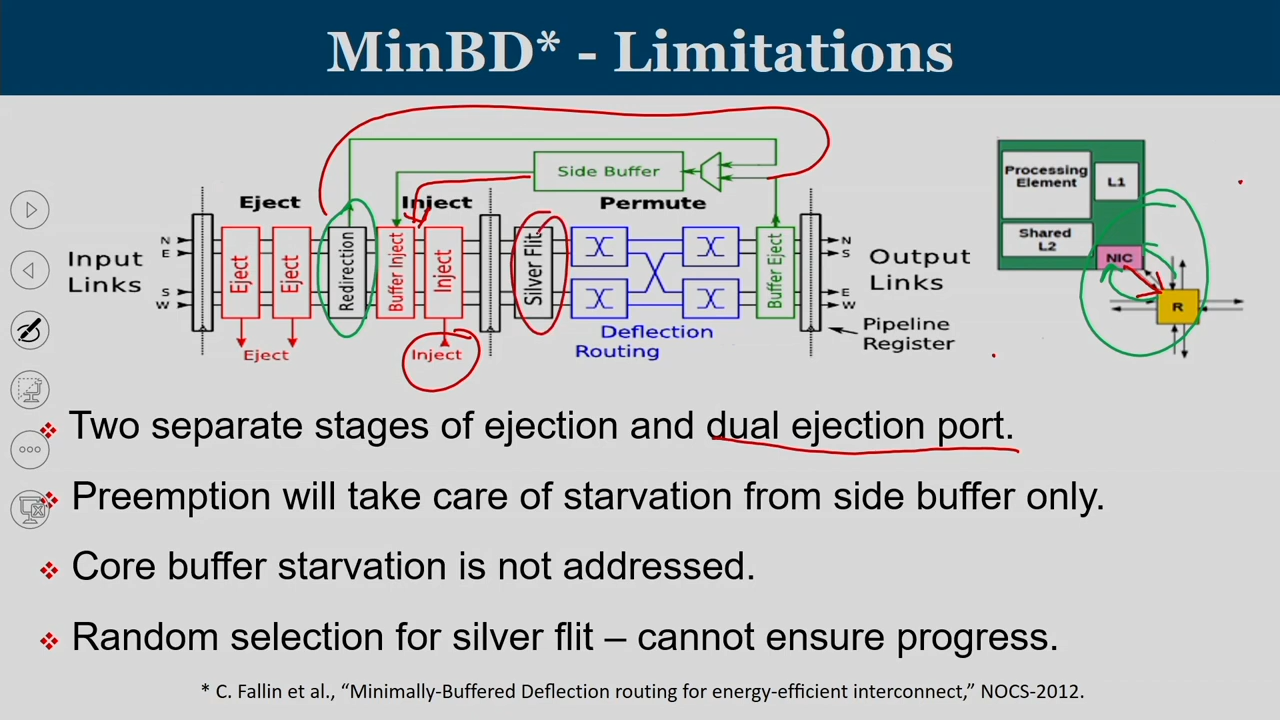 MinBD* - Limitations
Side Buffer
Eject
Inject
Permute
Input
Links
N
E
S
W
Eject
Eject
Redirection
Buffer Inject
Inject
Silver Flit
Buffer Eject
N
S
E
W
Output
Links
Eject
Inject
Deflection
Routing
Pipeline
Register
Processing
Element
L1
Shared
L2
NIC
R
Two separate stages of ejection and dual ejection port.
Preemption will take care of starvation from side buffer only.
Core buffer starvation is not addressed.
Random selection for silver flit – cannot ensure progress.
* C. Fallin et al., “Minimally-Buffered Deflection routing for energy-efficient interconnect,” NOCS-2012.